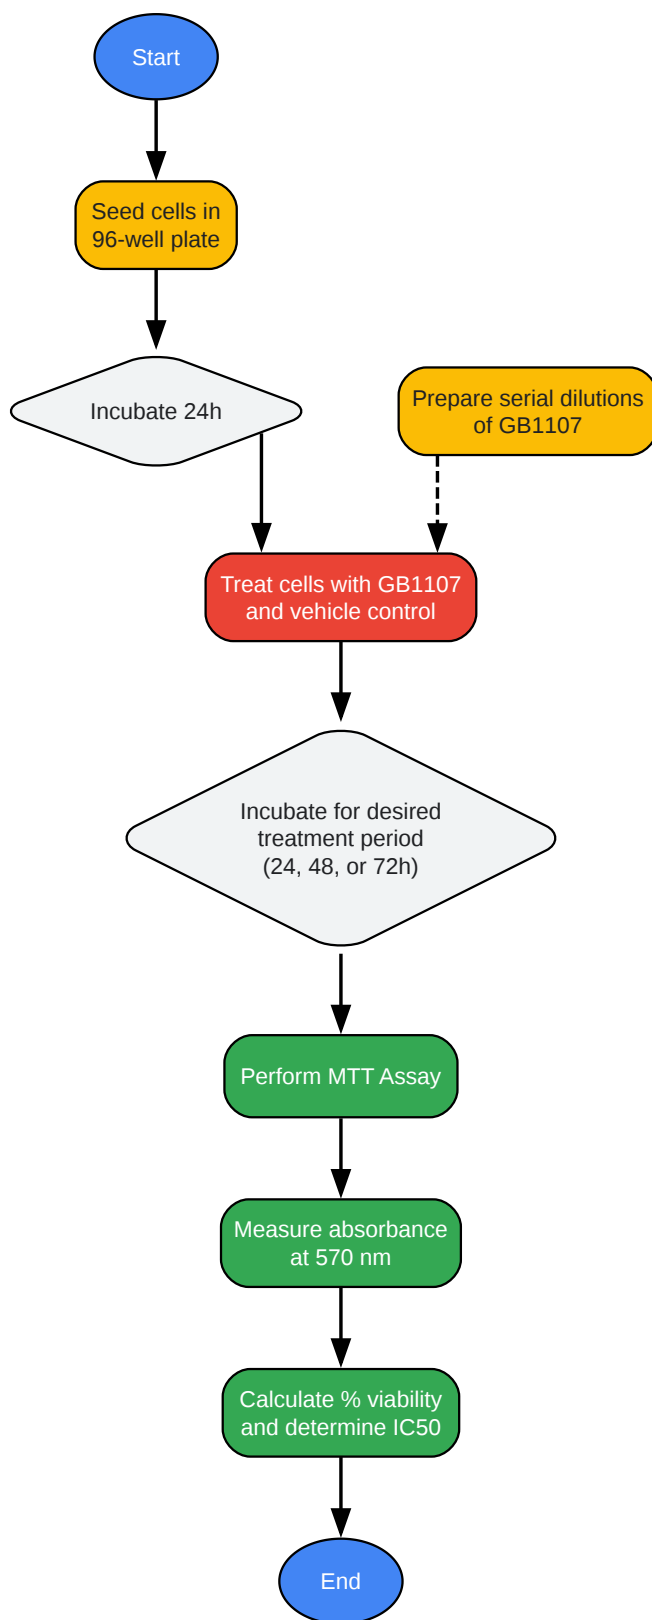 Start
Seed cells in
96-well plate
Incubate 24h
Prepare serial dilutions
of GB1107
Treat cells with GB1107
and vehicle control
Incubate for desired
treatment period
(24, 48, or 72h)
Perform MTT Assay
Measure absorbance
at 570 nm
Calculate % viability
and determine IC50
End